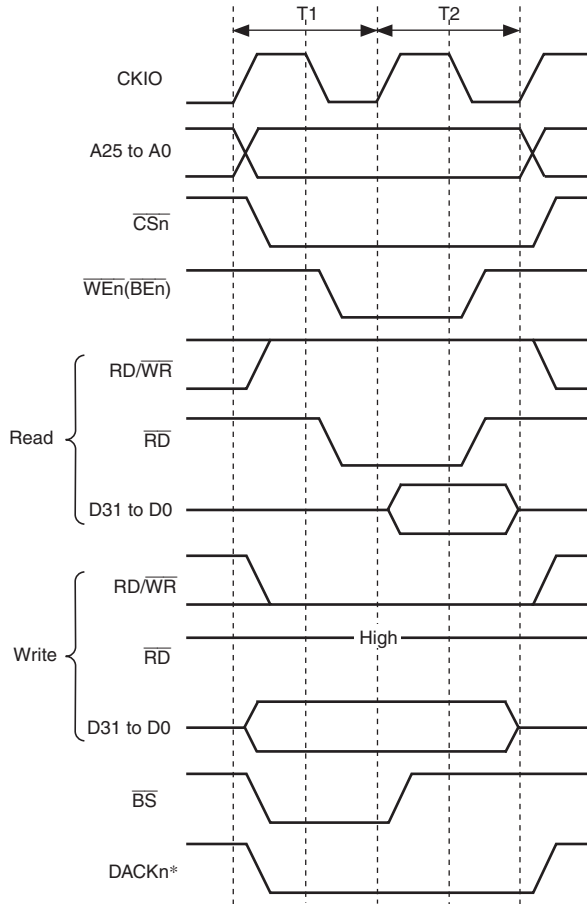 T1 T2
CKIO
A25 to A0
CSn
WEn(BEn)
RD/WR
RD
Read
D31 to D0
RD/WR
High
RD
Write
D31 to D0
BS
DACKn*